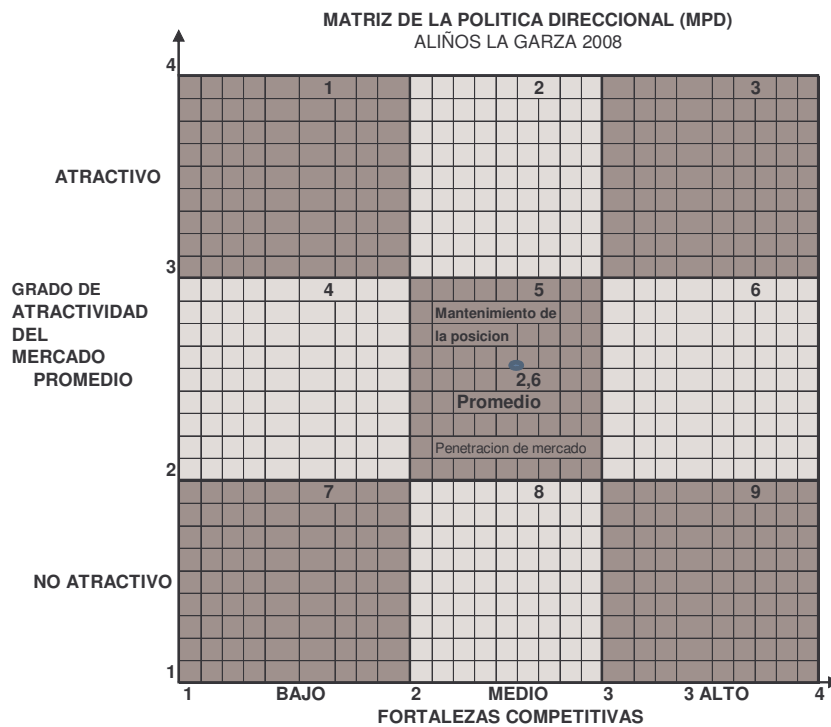 MATRIZ DE LA POLITICA DIRECCIONAL (MPD)
ALIÑOS LA GARZA 2008
4
1 2 3
ATRACTIVO
3
GRADO DE
ATRACTIVIDAD
DEL
MERCADO
PROMEDIO
4 5 6
Mantenimiento de
la posicion
2,6
Promedio
Penetracion de mercado
2
7 8 9
NO ATRACTIVO
1
1 BAJO 2 MEDIO 3 3 ALTO 4
FORTALEZAS COMPETITIVAS